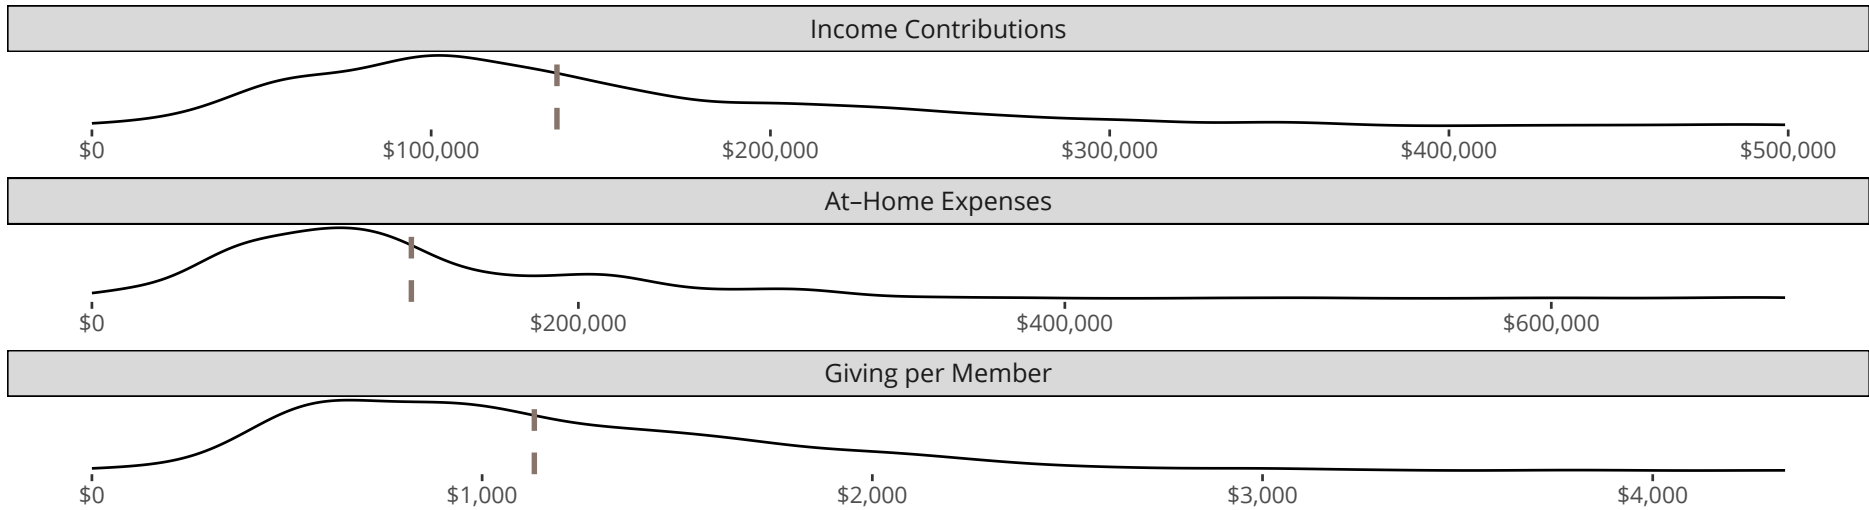 Income Contributions
$0 $100,000 $200,000 $300,000 $400,000 $500,000
At–Home Expenses
$0 $200,000 $400,000 $600,000
Giving per Member
$0 $1,000 $2,000 $3,000 $4,000